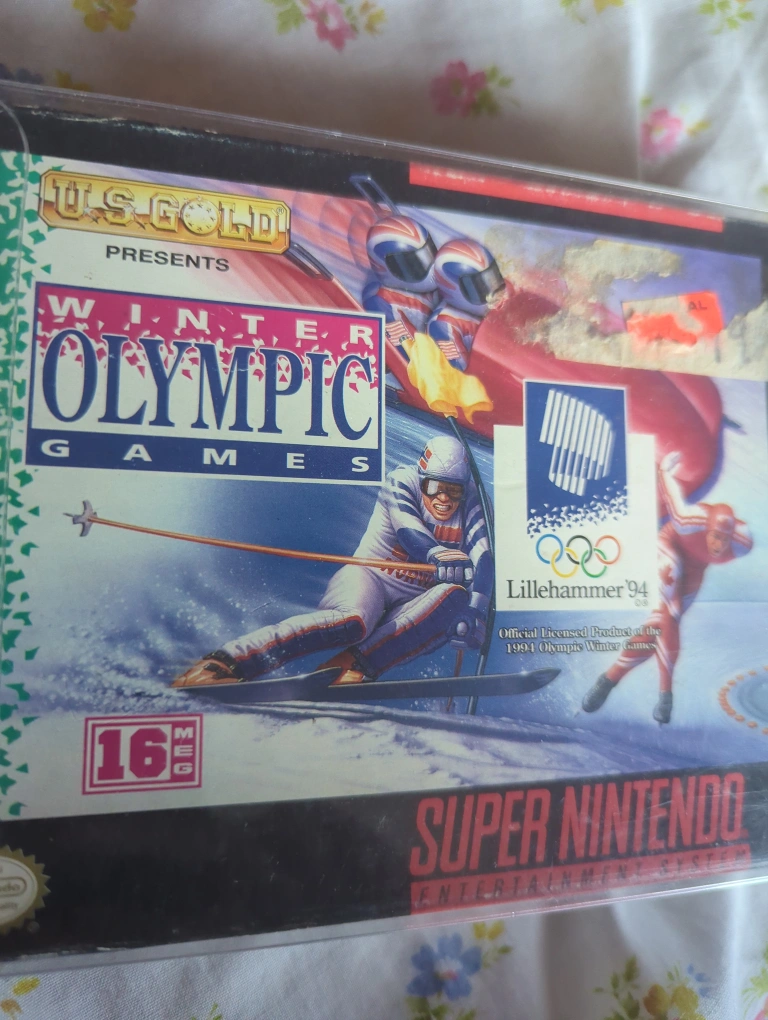 U.S. GOLD
PRESENTS
WINTER
OLYMPIC
GAMES
AL
Lillehammer '94
Official Licensed Product of the
1994 Olympic Winter Games
16 MEG
SUPER NINTENDO
ENTERTAINMENT SYSTEM